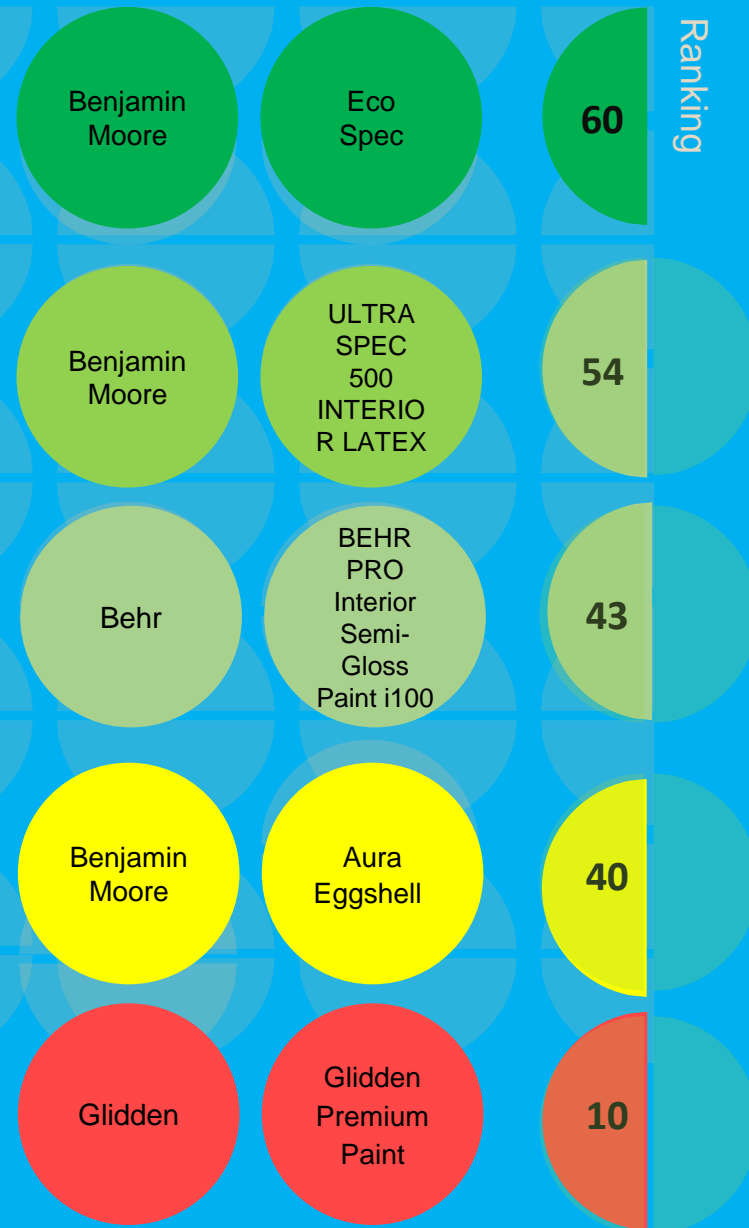 Ranking
Benjamin
Moore
Eco
Spec
60
Benjamin
Moore
ULTRA
SPEC
500
INTERIO
R LATEX
54
Behr
BEHR
PRO
Interior
Semi-
Gloss
Paint i100
43
Benjamin
Moore
Aura
Eggshell
40
Glidden
Glidden
Premium
Paint
10